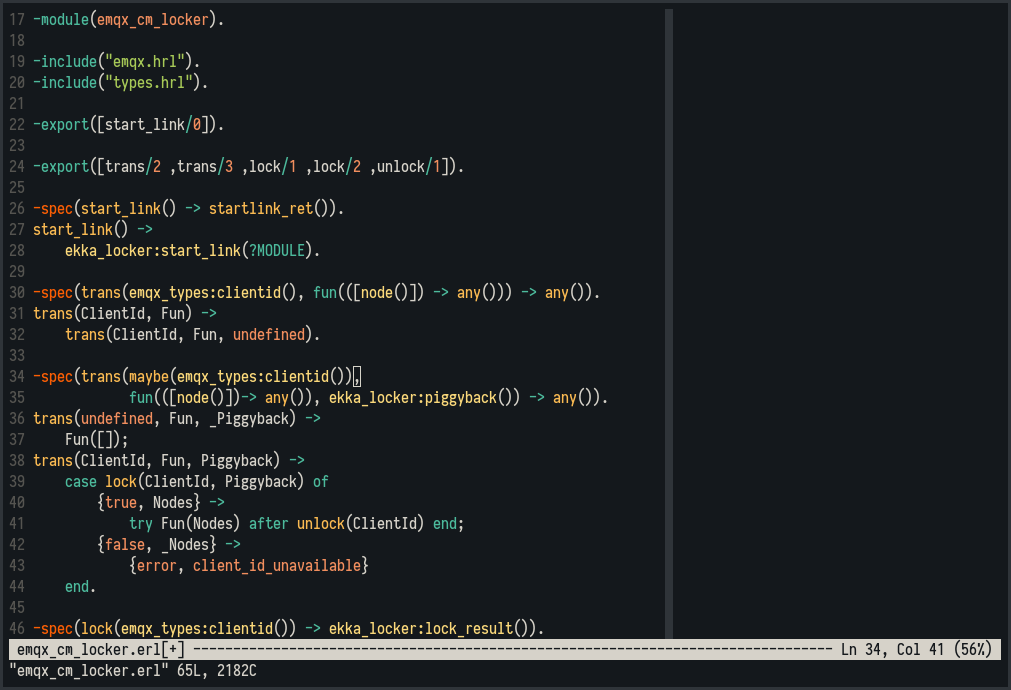 17 -module(emqx_cm_locker).
18
19 -include("emqx.hrl").
20 -include("types.hrl").
21
22 -export([start_link/0]).
23
24 -export([trans/2 ,trans/3 ,lock/1 ,lock/2 ,unlock/1]).
25
26 -spec(start_link() -> startlink_ret()).
27 start_link() ->
28     ekka_locker:start_link(?MODULE).
29
30 -spec(trans(emqx_types:clientid(), fun(([node()]) -> any())) -> any()).
31 trans(ClientId, Fun) ->
32     trans(ClientId, Fun, undefined).
33
34 -spec(trans(maybe(emqx_types:clientid()),
35             fun(([node()])-> any()), ekka_locker:piggyback()) -> any()).
36 trans(undefined, Fun, _Piggyback) ->
37     Fun([]);
38 trans(ClientId, Fun, Piggyback) ->
39     case lock(ClientId, Piggyback) of
40         {true, Nodes} ->
41             try Fun(Nodes) after unlock(ClientId) end;
42         {false, _Nodes} ->
43             {error, client_id_unavailable}
44     end.
45
46 -spec(lock(emqx_types:clientid()) -> ekka_locker:lock_result()).
emqx_cm_locker.erl[+] -------------------------------------------------------------------------------- Ln 34, Col 41 (56%)
"emqx_cm_locker.erl" 65L, 2182C